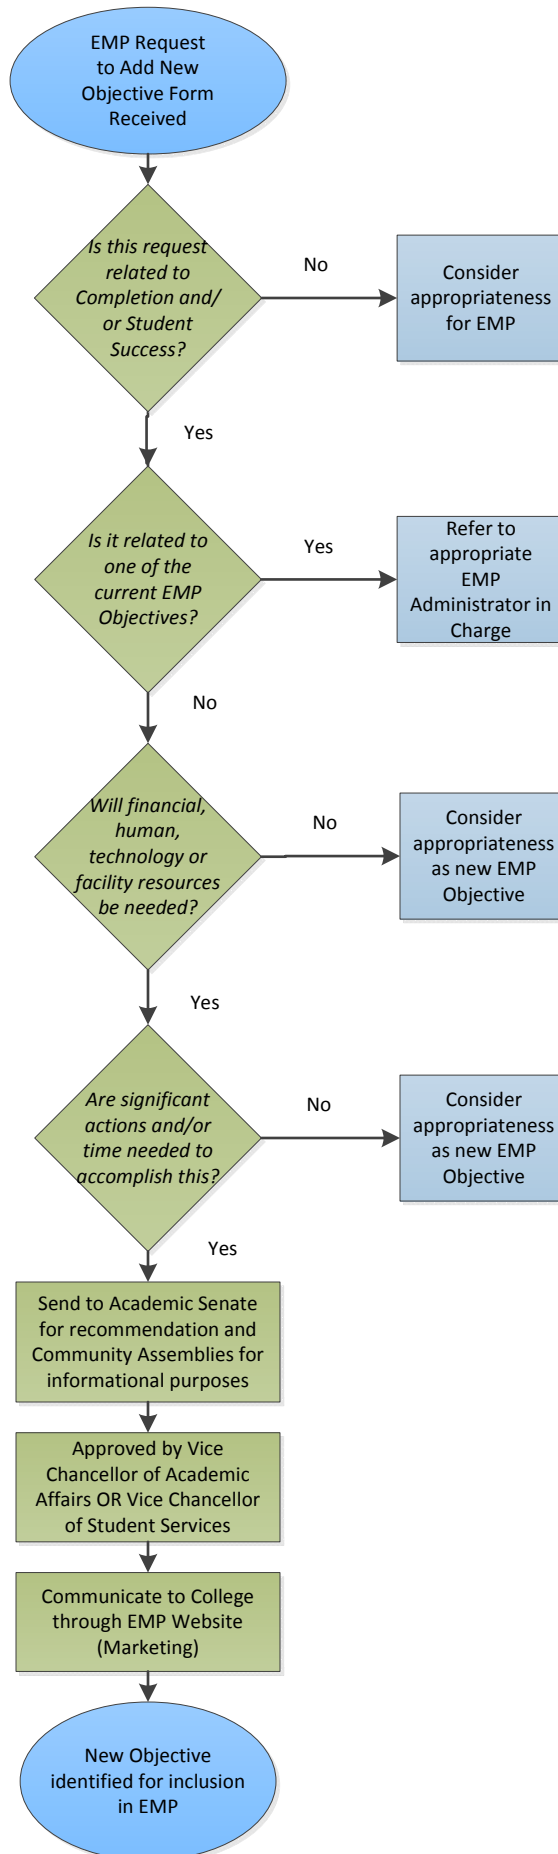 EMP Request
to Add New
Objective Form
Received
Is this request
related to
Completion and/
or Student
Success?
No
Consider
appropriateness
for EMP
Yes
Is it related to
one of the
current EMP
Objectives?
Yes
Refer to
appropriate
EMP
Administrator in
Charge
No
Will financial,
human,
technology or
facility resources
be needed?
No
Consider
appropriateness
as new EMP
Objective
Yes
Are significant
actions and/or
time needed to
accomplish this?
No
Consider
appropriateness
as new EMP
Objective
Yes
Send to Academic Senate
for recommendation and
Community Assemblies for
informational purposes
Approved by Vice
Chancellor of Academic
Affairs OR Vice Chancellor
of Student Services
Communicate to College
through EMP Website
(Marketing)
New Objective
identified for inclusion
in EMP